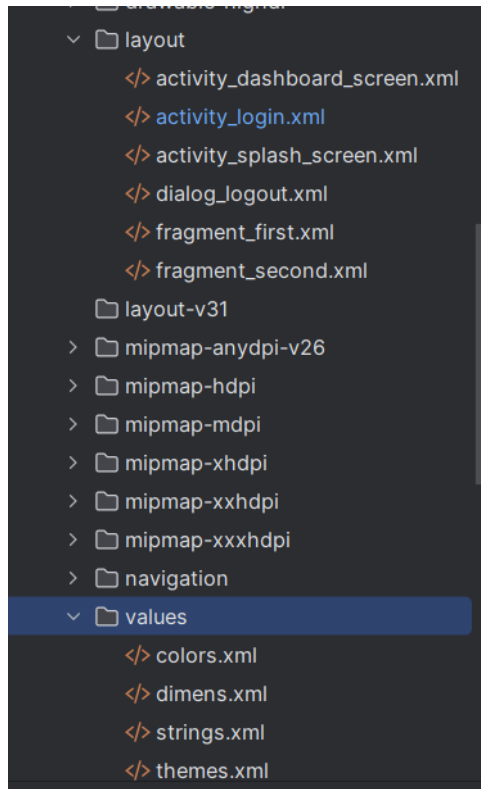 layout
activity_dashboard_screen.xml
activity_login.xml
activity_splash_screen.xml
dialog_logout.xml
fragment_first.xml
fragment_second.xml
layout-v31
mipmap-anydpi-v26
mipmap-hdpi
mipmap-mdpi
mipmap-xhdpi
mipmap-xxhdpi
mipmap-xxxhdpi
navigation
values
colors.xml
dimens.xml
strings.xml
themes.xml